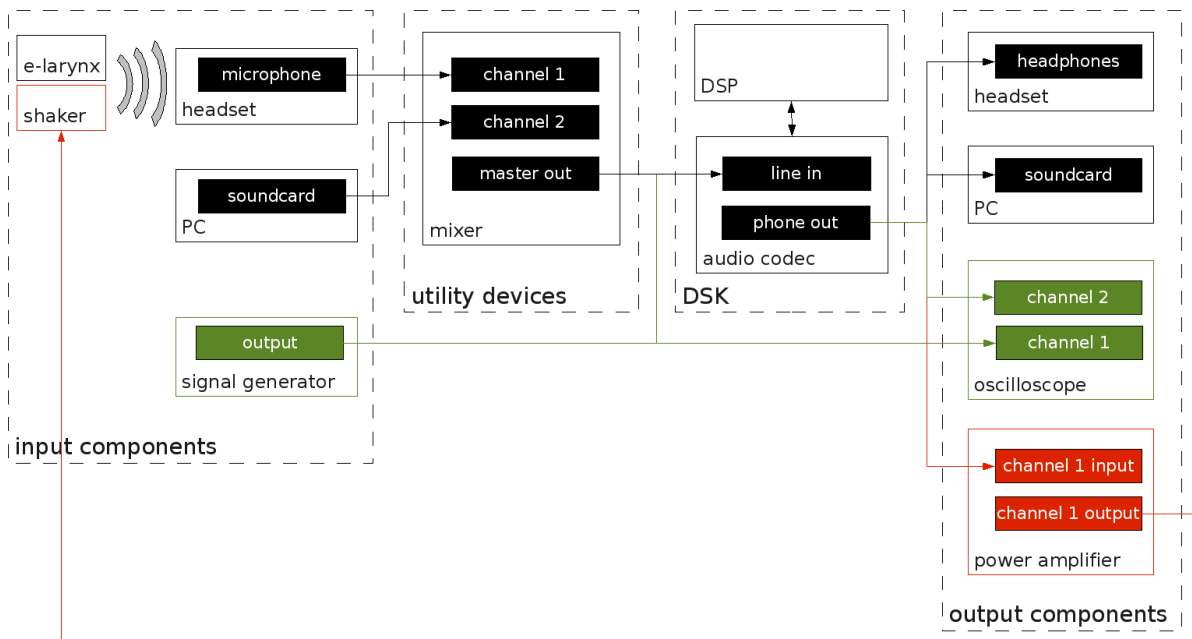 e-larynx
shaker
microphone
headset
soundcard
PC
output
signal generator
input components
channel 1
channel 2
master out
mixer
utility devices
DSP
line in
phone out
audio codec
DSK
headphones
headset
soundcard
PC
channel 2
channel 1
oscilloscope
channel 1 input
channel 1 output
power amplifier
output components